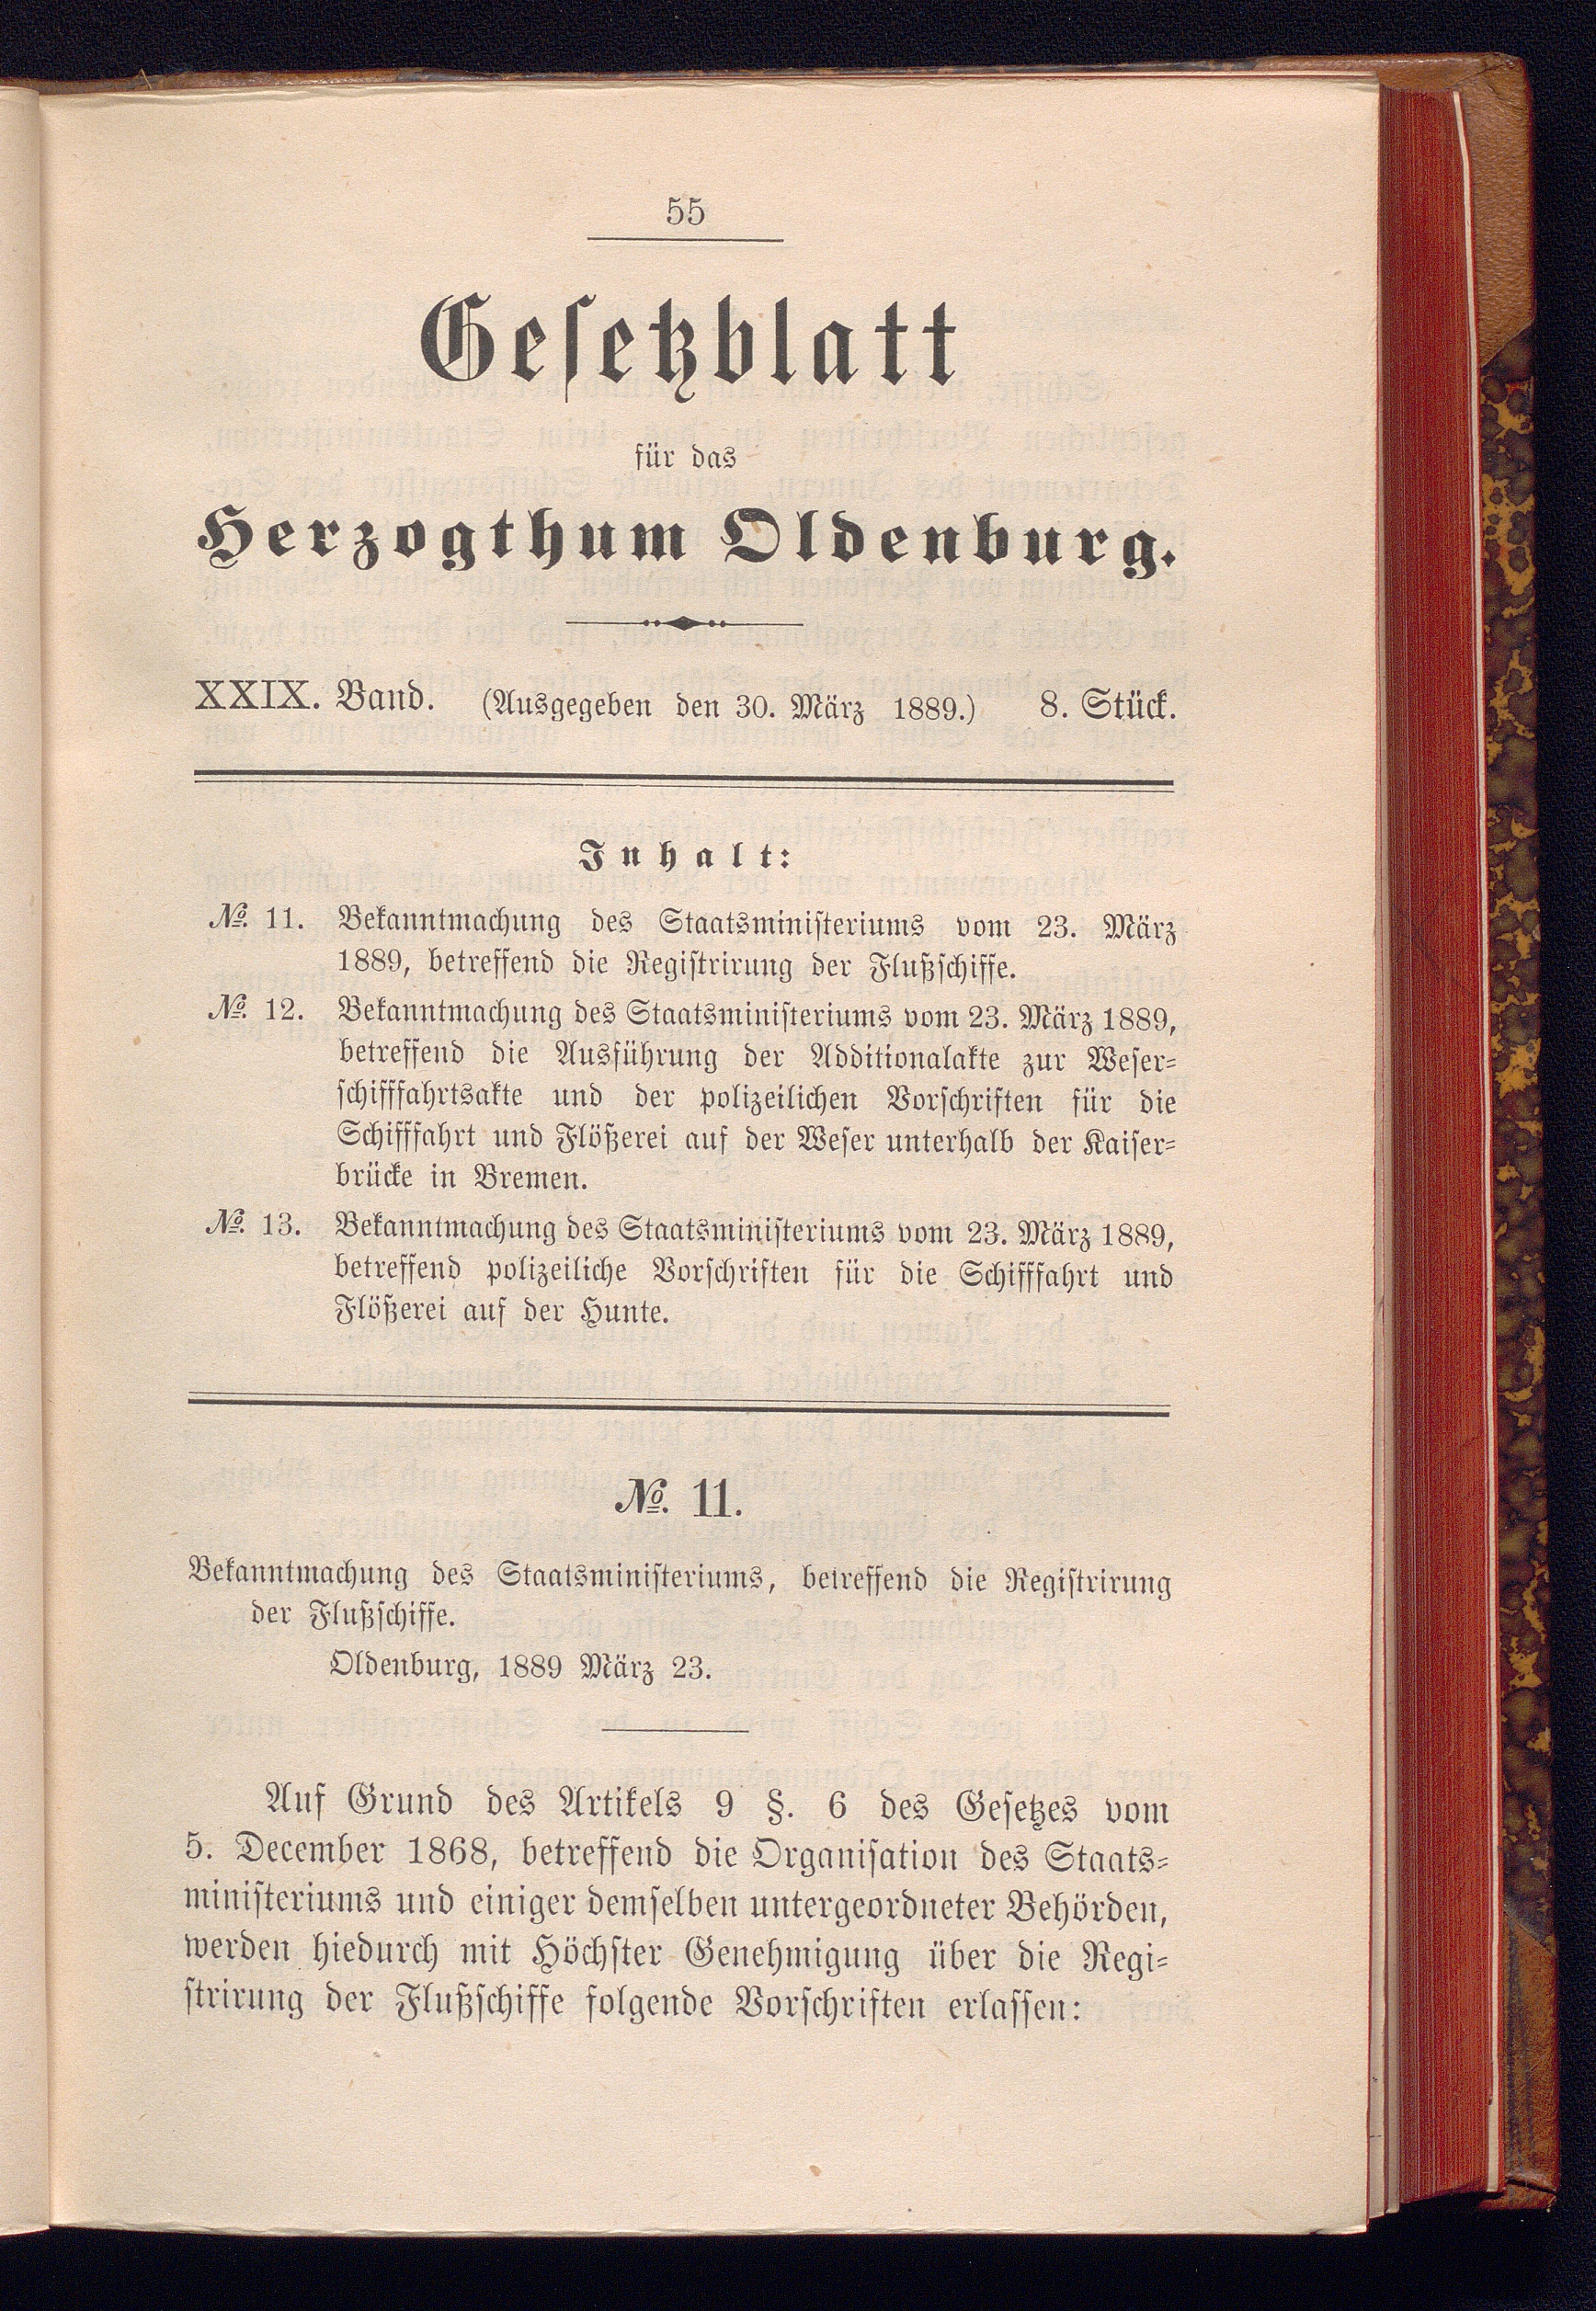 55
Gesetzblatt
für das
Herzogthum Oldenburg.
XXIX. Band. (Ausgegeben den 30. März 1889.) 8. Stück.
Inhalt:
№. 11. Bekanntmachung des Staatsministeriums vom 23. März
1889, betreffend die Registrirung der Flußschiffe.
№. 12. Bekanntmachung des Staatsministeriums vom 23. März 1889,
betreffend die Ausführung der Additionalakte zur Weser-
schifffahrtsakte und der polizeilichen Vorschriften für die
Schifffahrt und Flößerei auf der Weser unterhalb der Kaiser-
brücke in Bremen.
№. 13. Bekanntmachung des Staatsministeriums vom 23. März 1889,
betreffend polizeiliche Vorschriften für die Schifffahrt und
Flößerei auf der Hunte.
№. 11.
Bekanntmachung des Staatsministeriums, betreffend die Registrirung
der Flußschiffe.
Oldenburg, 1889 März 23.
Auf Grund des Artikels 9 §. 6 des Gesetzes vom
5. December 1868, betreffend die Organisation des Staats-
ministeriums und einiger demselben untergeordneter Behörden,
werden hiedurch mit Höchster Genehmigung über die Regi-
strirung der Flußschiffe folgende Vorschriften erlassen: